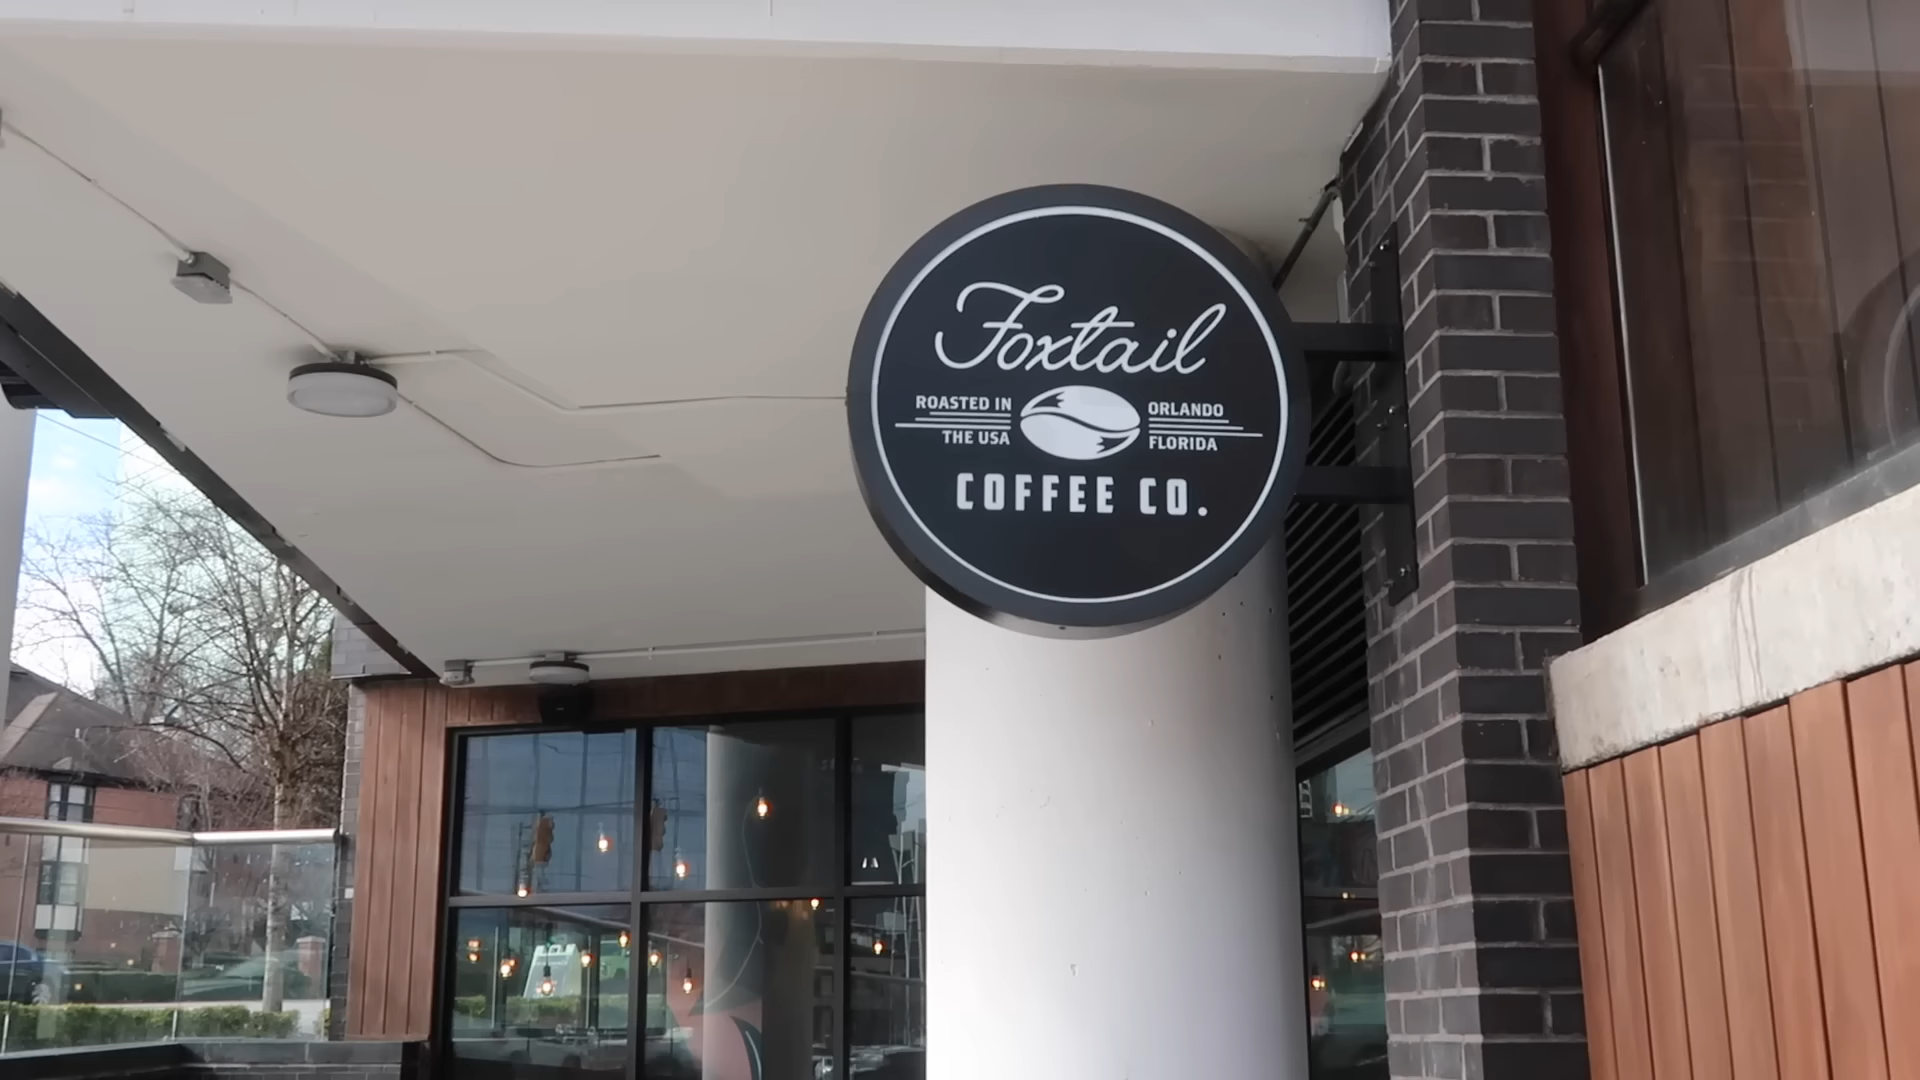 Foxtail
ROASTED IN
THE USA
ORLANDO
FLORIDA
COFFEE CO.